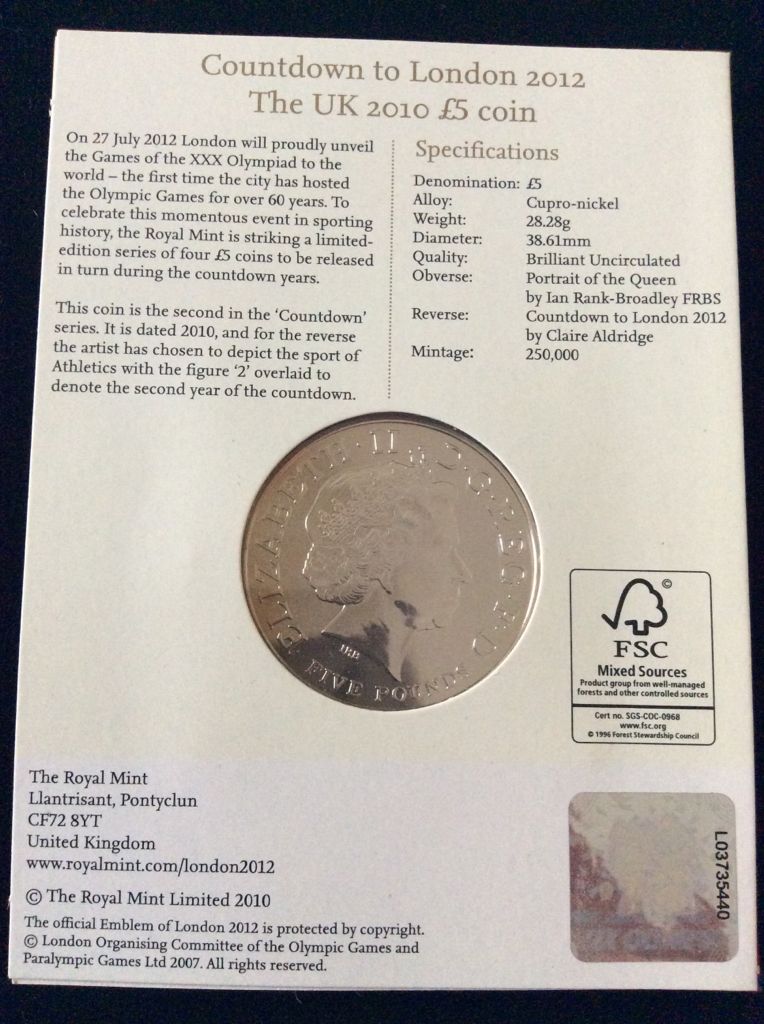 Countdown to London 2012
The UK 2010 £5 coin
On 27 July 2012 London will proudly unveil
the Games of the XXX Olympiad to the
world – the first time the city has hosted
the Olympic Games for over 60 years. To
celebrate this momentous event in sporting
history, the Royal Mint is striking a limited-
edition series of four £5 coins to be released
in turn during the countdown years.
This coin is the second in the ‘Countdown’
series. It is dated 2010, and for the reverse
the artist has chosen to depict the sport of
Athletics with the figure ‘2’ overlaid to
denote the second year of the countdown.
Specifications
Denomination: £5
Alloy: Cupro-nickel
Weight: 28.28g
Diameter: 38.61mm
Quality: Brilliant Uncirculated
Obverse: Portrait of the Queen
by Ian Rank-Broadley FRBS
Reverse: Countdown to London 2012
by Claire Aldridge
Mintage: 250,000
ELIZABETH·II·D·G·REG·F·D
IRB
FIVE POUNDS
©
FSC
Mixed Sources
Product group from well-managed
forests and other controlled sources
Cert no. SGS-COC-0968
www.fsc.org
© 1996 Forest Stewardship Council
The Royal Mint
Llantrisant, Pontyclun
CF72 8YT
United Kingdom
www.royalmint.com/london2012
© The Royal Mint Limited 2010
The official Emblem of London 2012 is protected by copyright.
© London Organising Committee of the Olympic Games and
Paralympic Games Ltd 2007. All rights reserved.
L03735440